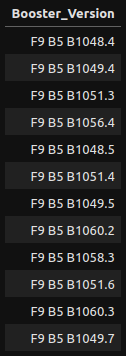 Booster_Version
F9 B5 B1048.4
F9 B5 B1049.4
F9 B5 B1051.3
F9 B5 B1056.4
F9 B5 B1048.5
F9 B5 B1051.4
F9 B5 B1049.5
F9 B5 B1060.2
F9 B5 B1058.3
F9 B5 B1051.6
F9 B5 B1060.3
F9 B5 B1049.7